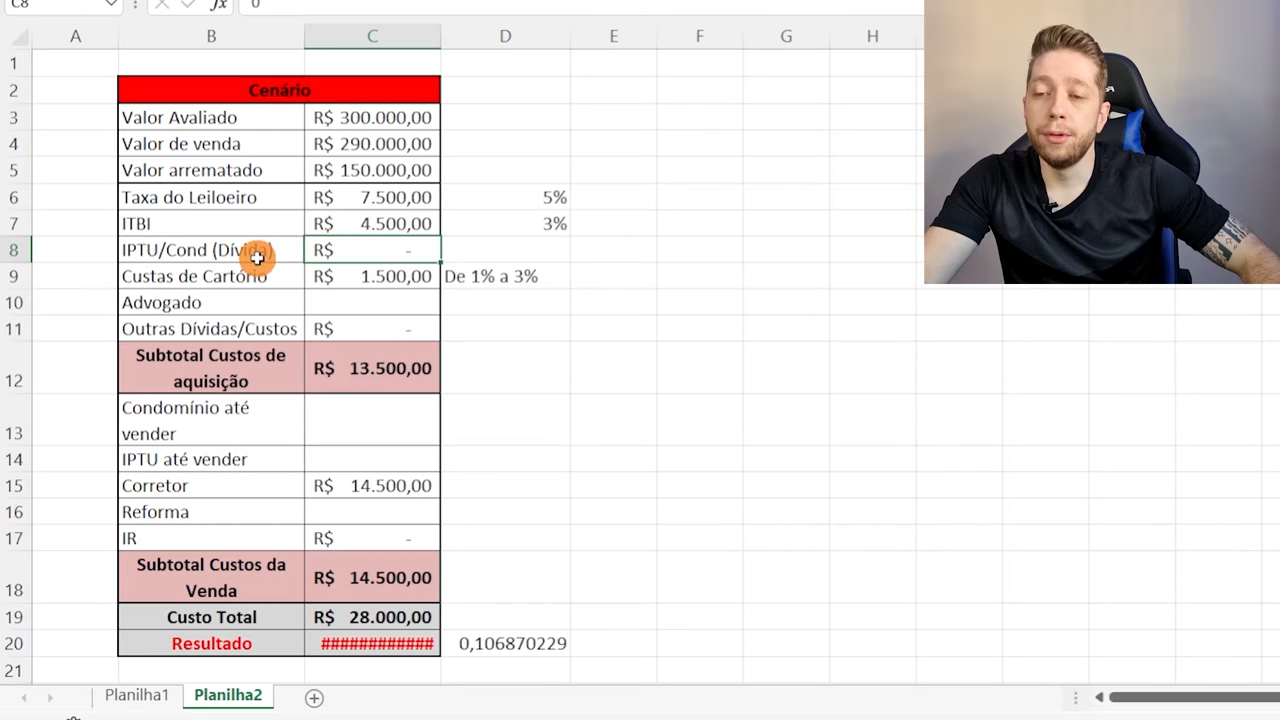 C8
fx
0
A B C D E F G H
1
2 Cenário
3 Valor Avaliado R$ 300.000,00
4 Valor de venda R$ 290.000,00
5 Valor arrematado R$ 150.000,00
6 Taxa do Leiloeiro R$ 7.500,00 5%
7 ITBI R$ 4.500,00 3%
8 IPTU/Cond (Dívida) R$ -
9 Custas de Cartório R$ 1.500,00 De 1% a 3%
10 Advogado
11 Outras Dívidas/Custos R$ -
Subtotal Custos de
12 aquisição R$ 13.500,00
Condomínio até
13 vender
14 IPTU até vender
15 Corretor R$ 14.500,00
16 Reforma
17 IR R$ -
Subtotal Custos da
18 Venda R$ 14.500,00
19 Custo Total R$ 28.000,00
20 Resultado ############ 0,106870229
21
Planilha1 Planilha2